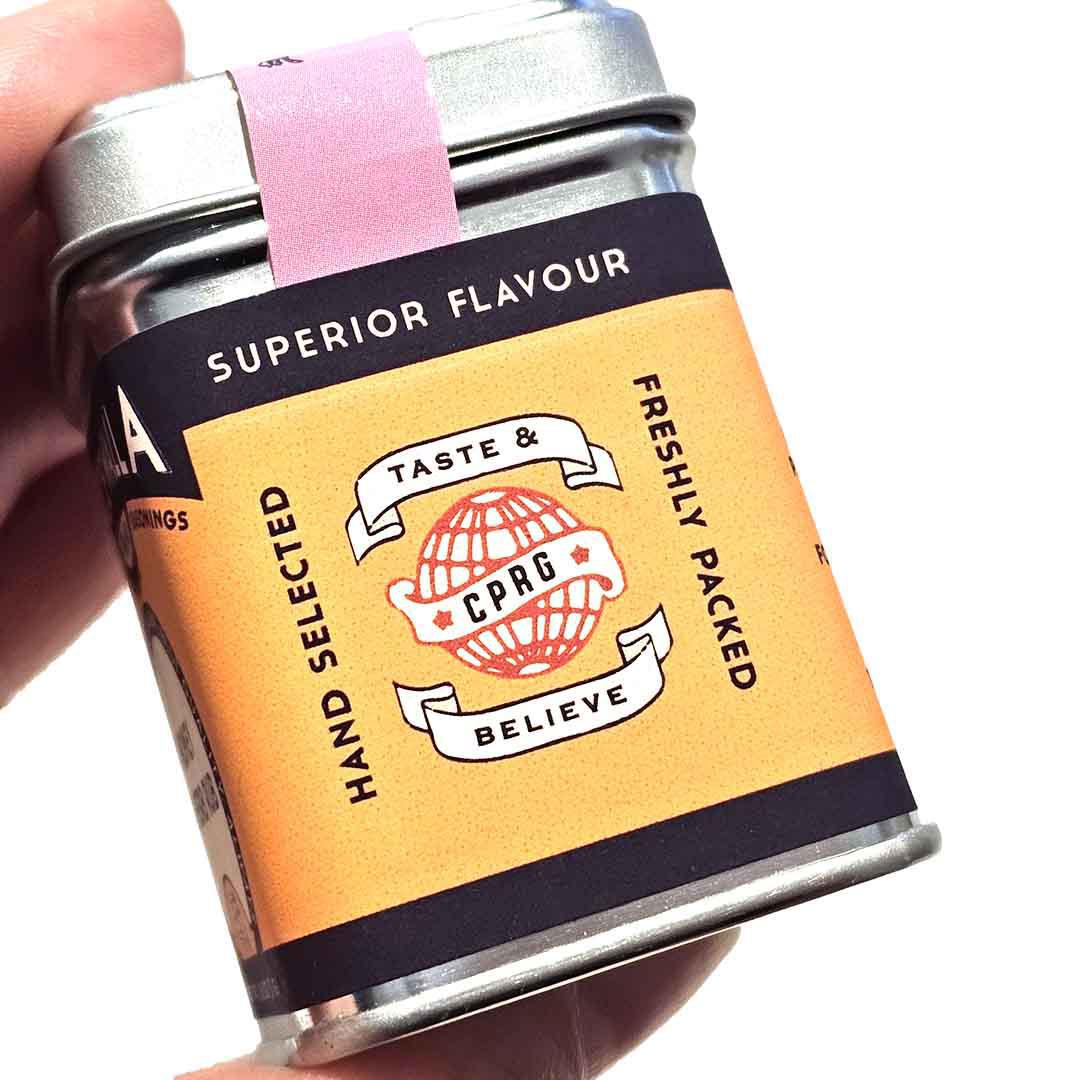 SUPERIOR FLAVOUR
TASTE &
CPRG
BELIEVE
HAND SELECTED
FRESHLY PACKED